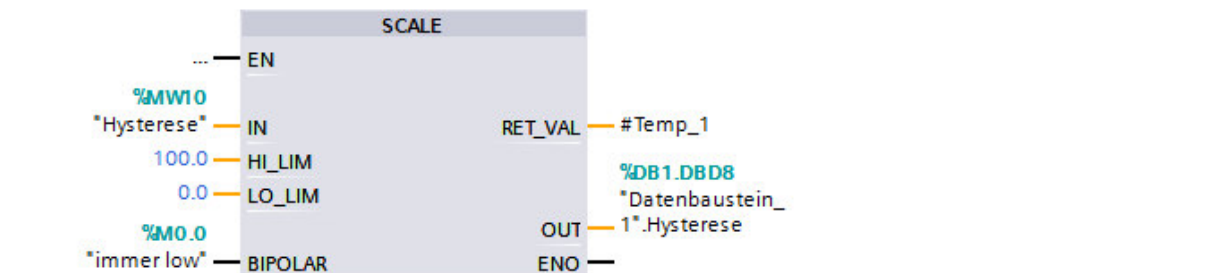 SCALE
... EN
%MW10
"Hysterese" IN RET_VAL #Temp_1
100.0 HI_LIM
%DB1.DBD8
0.0 LO_LIM "Datenbaustein_
%M0.0 OUT 1".Hysterese
"immer low" BIPOLAR ENO